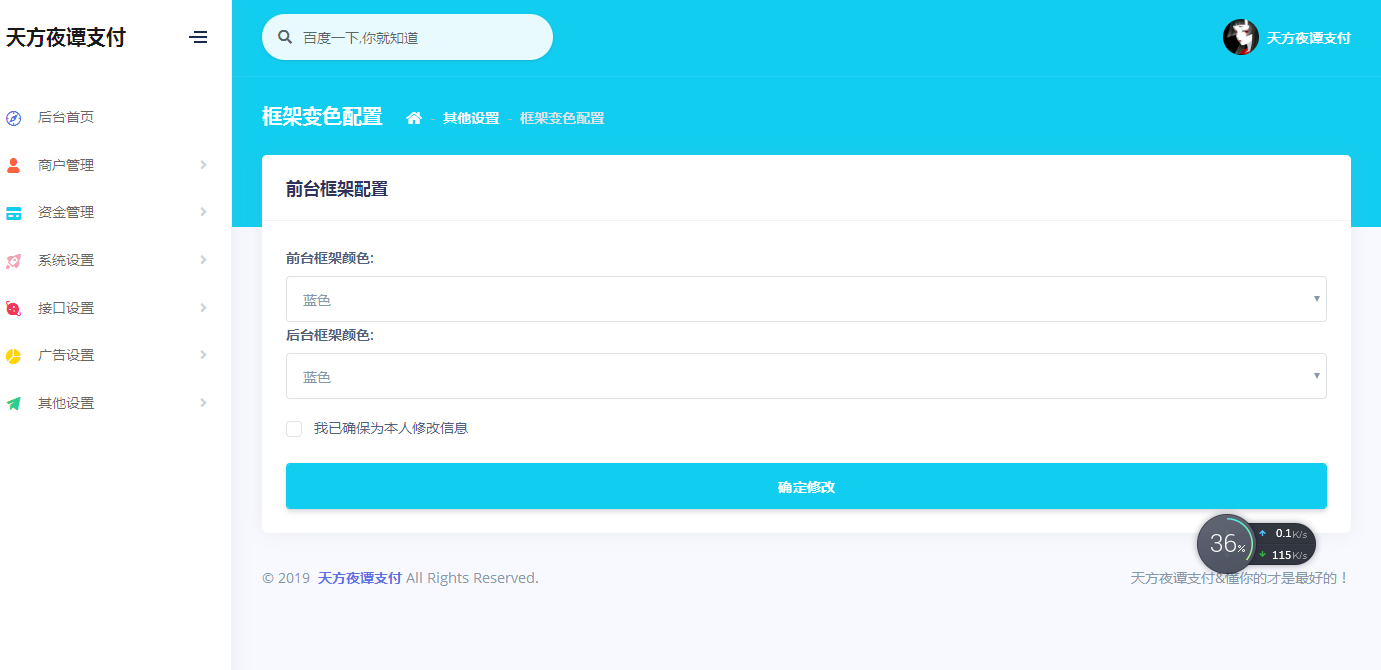 天方夜谭支付
百度一下,你就知道
天方夜谭支付
后台首页
商户管理
资金管理
系统设置
接口设置
广告设置
其他设置
框架变色配置
- 其他设置 - 框架变色配置
前台框架配置
前台框架颜色:
蓝色
后台框架颜色:
蓝色
我已确保为本人修改信息
确定修改
36%
0.1K/s
115K/s
© 2019 天方夜谭支付 All Rights Reserved.
天方夜谭支付&懂你的才是最好的！